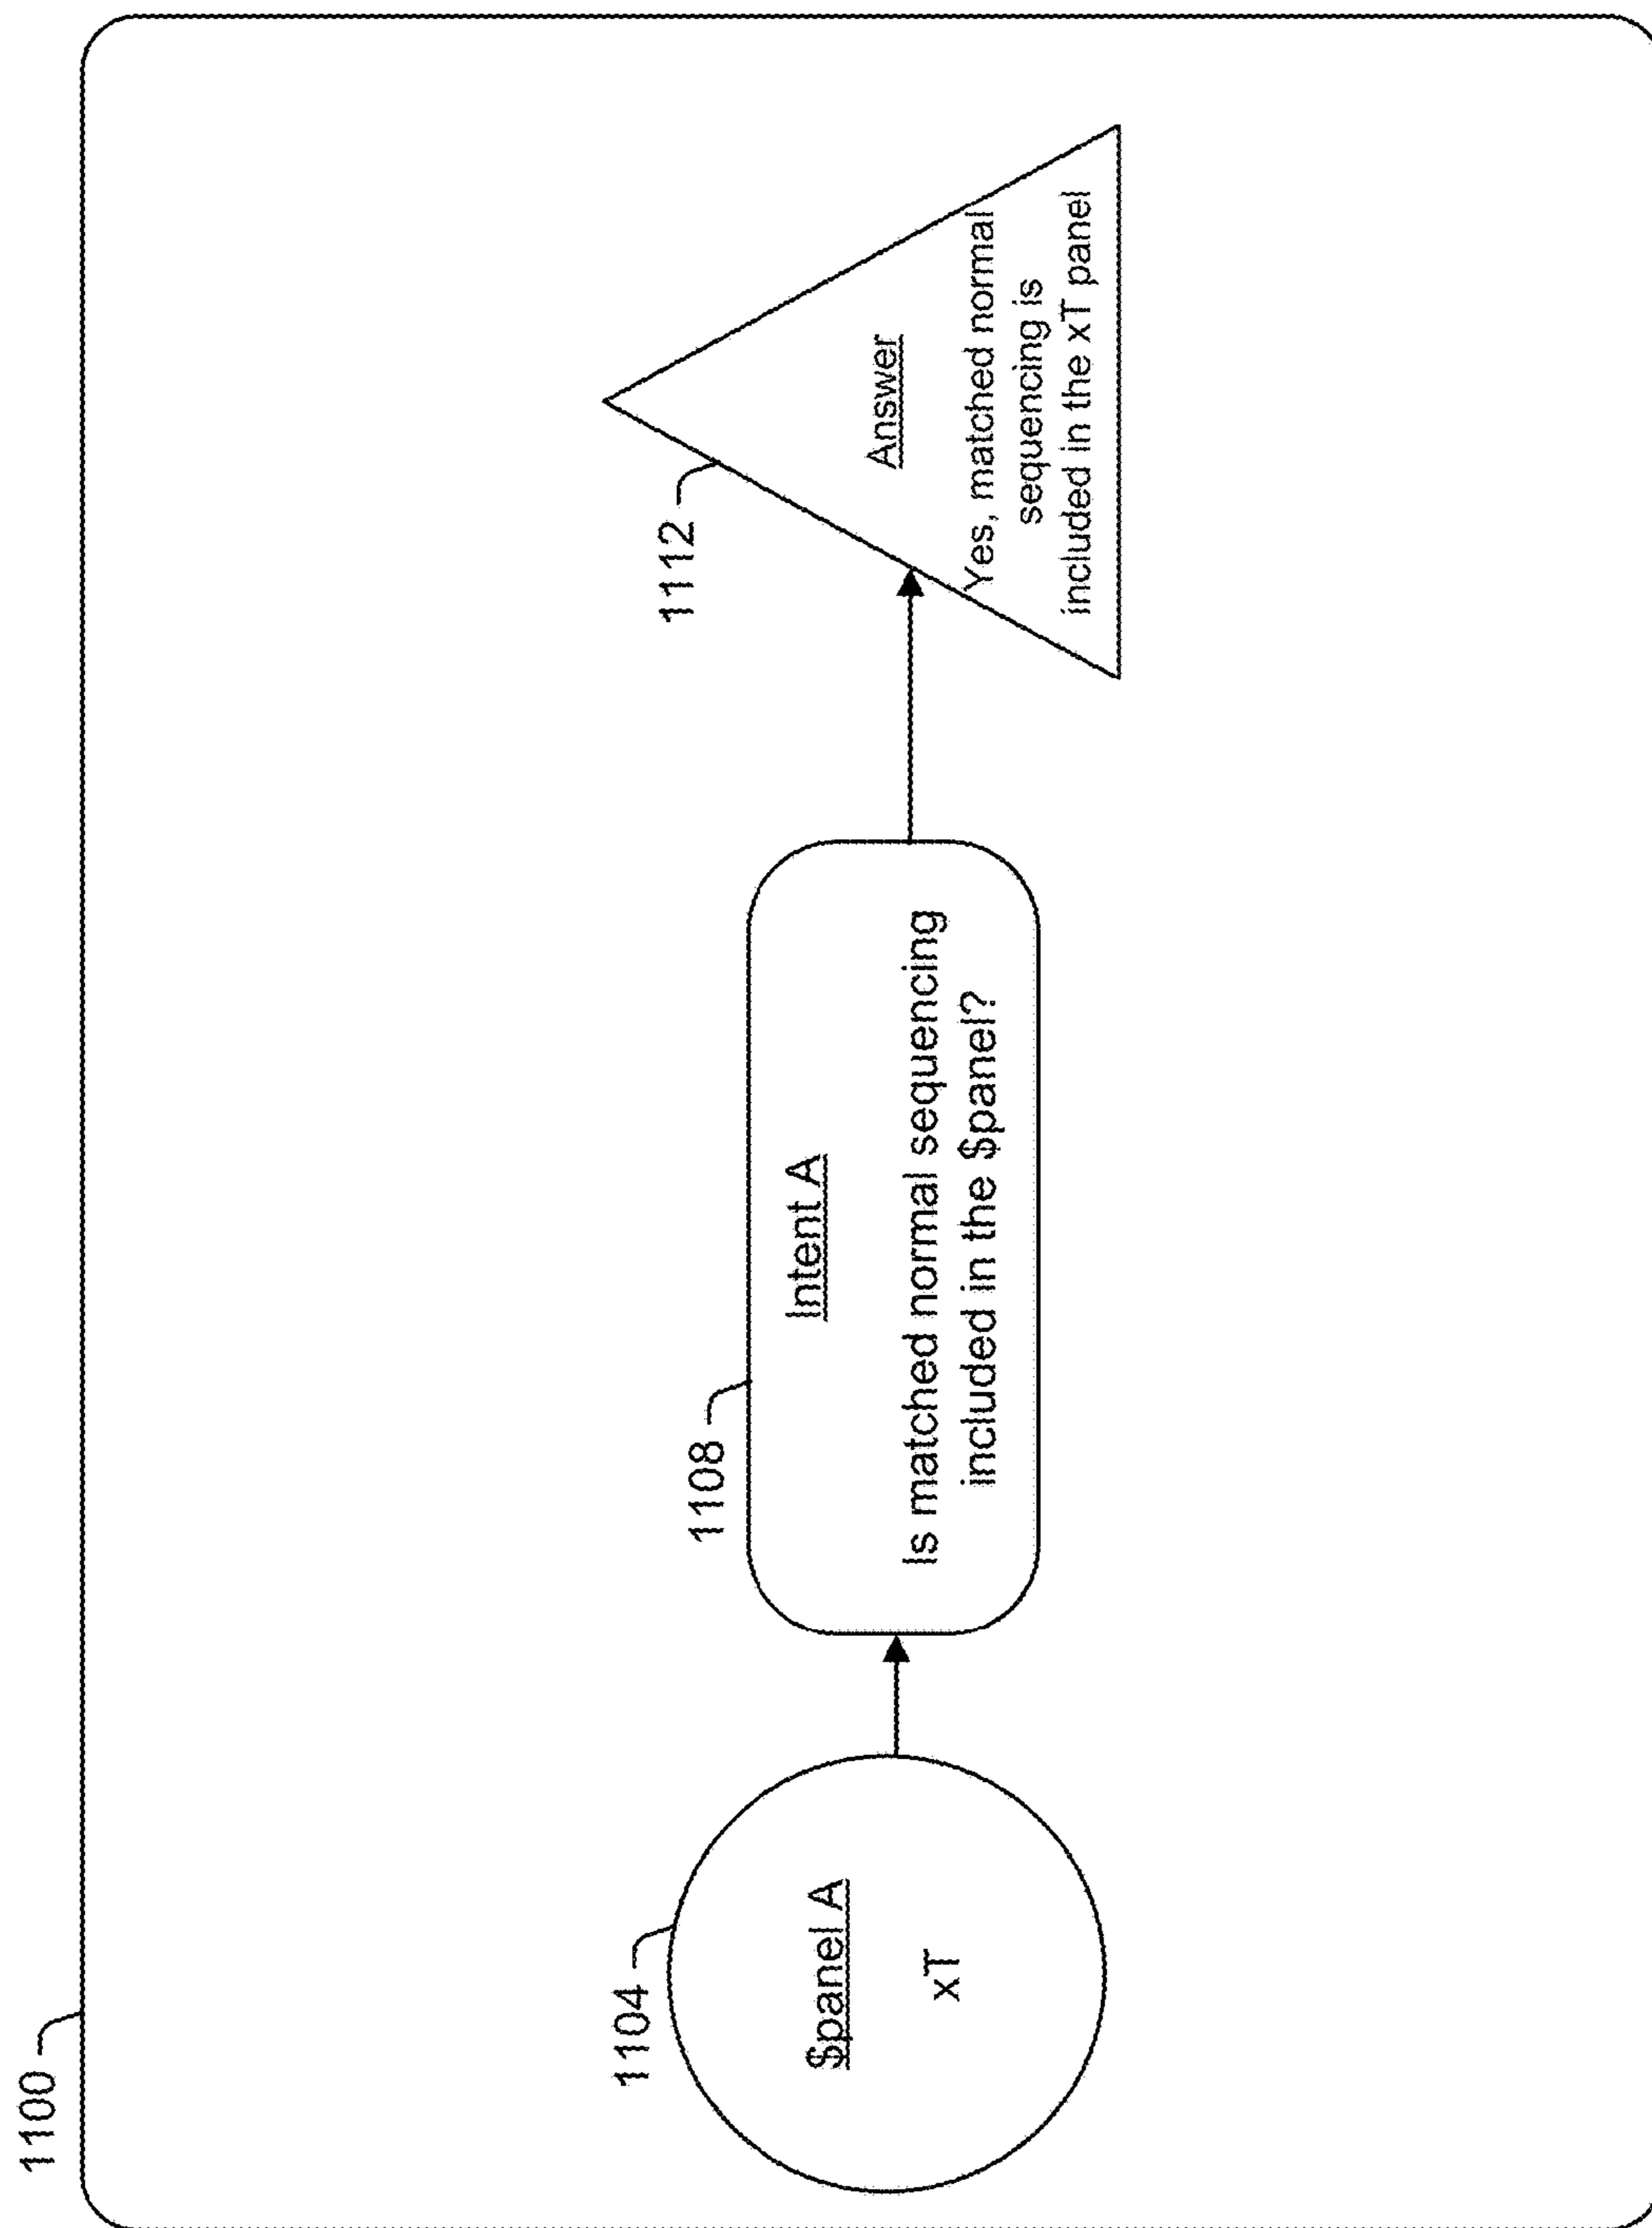 1100
1104
$panel A
xT
1108
Intent A
Is matched normal sequencing
included in the $panel?
1112
Answer
Yes, matched normal
sequencing is
included in the xT panel